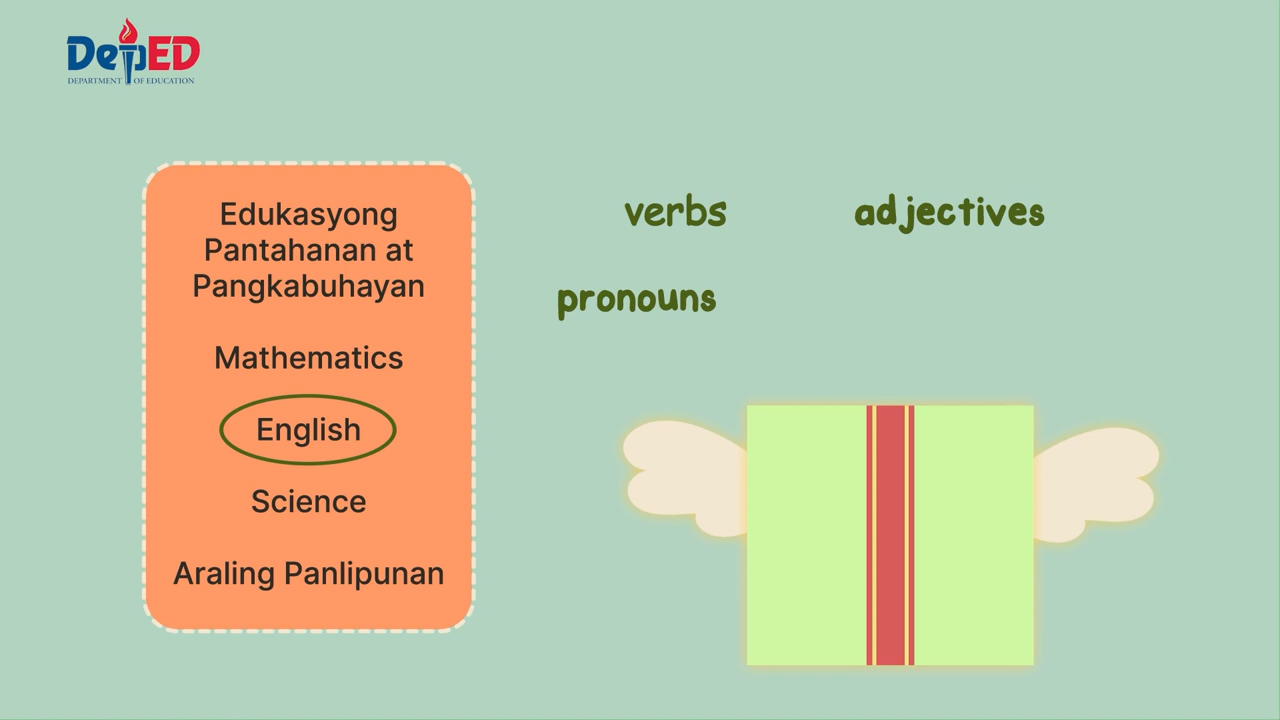 DepED
DEPARTMENT OF EDUCATION
Edukasyong
Pantahanan at
Pangkabuhayan
Mathematics
English
Science
Araling Panlipunan
verbs
adjectives
pronouns